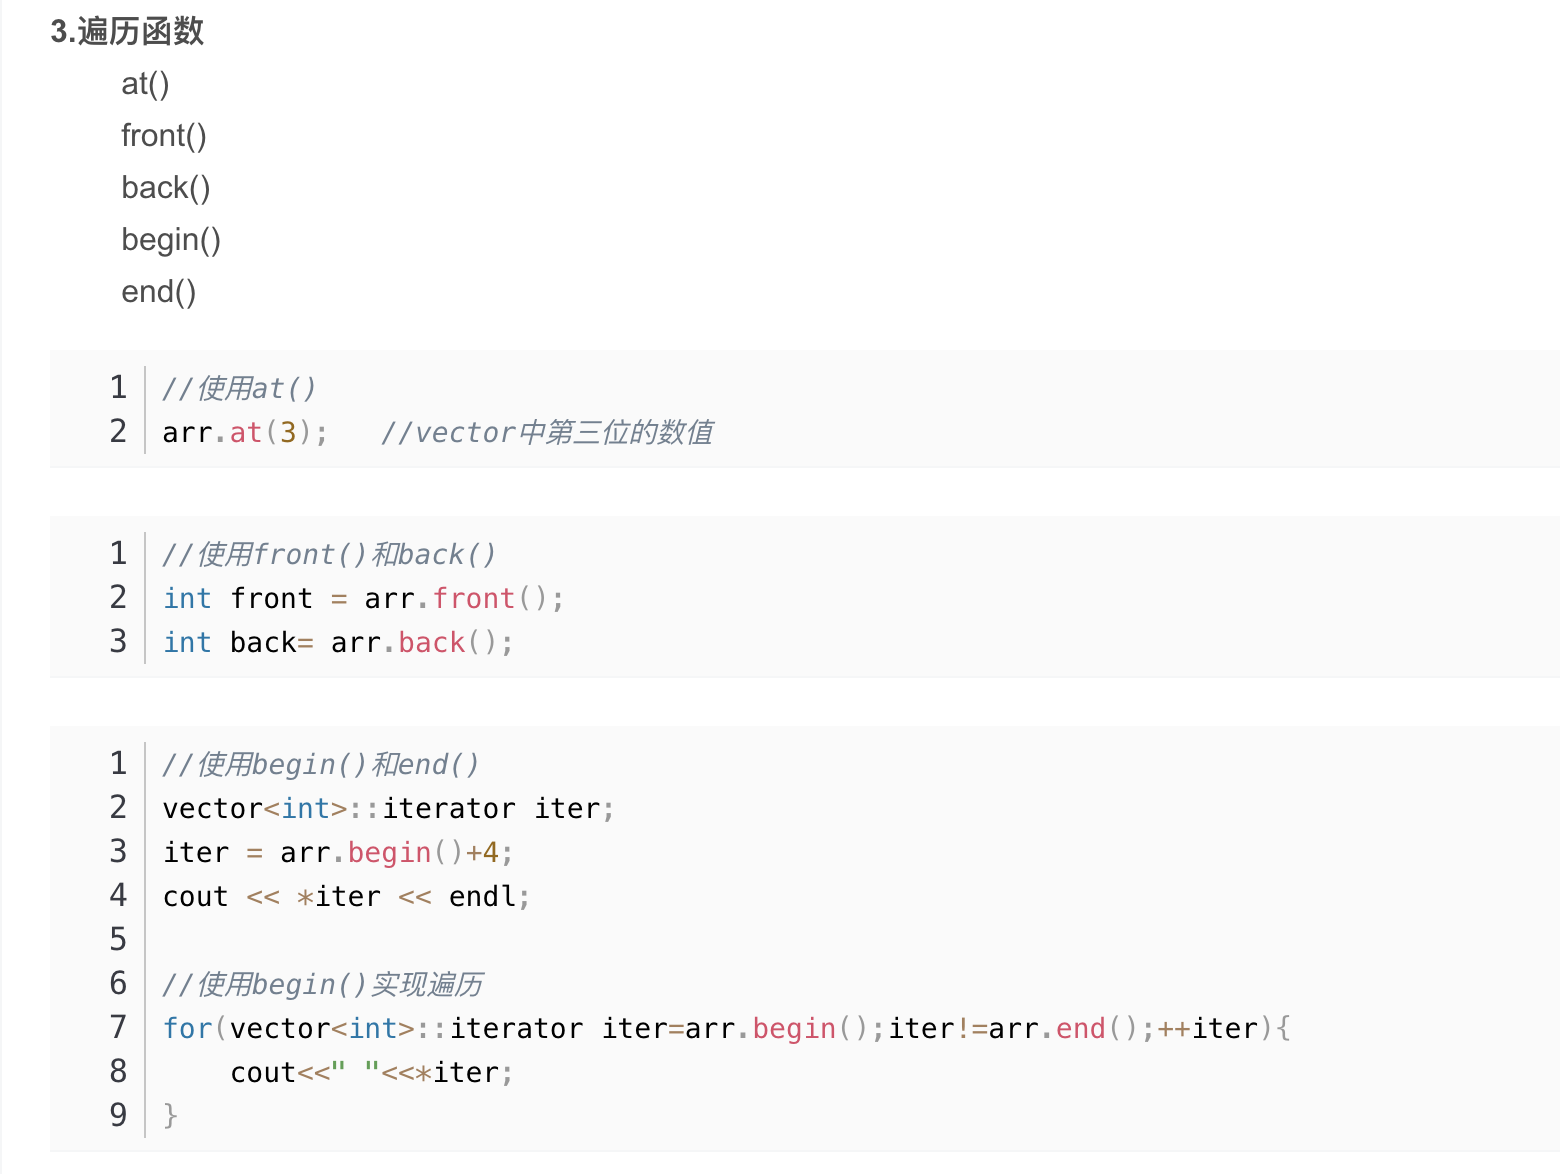 3.遍历函数
at()
front()
back()
begin()
end()
1 //使用at()
2 arr.at(3);   //vector中第三位的数值
1 //使用front()和back()
2 int front = arr.front();
3 int back= arr.back();
1 //使用begin()和end()
2 vector<int>::iterator iter;
3 iter = arr.begin()+4;
4 cout << *iter << endl;
5
6 //使用begin()实现遍历
7 for(vector<int>::iterator iter=arr.begin();iter!=arr.end();++iter){
8     cout<<" "<<*iter;
9 }